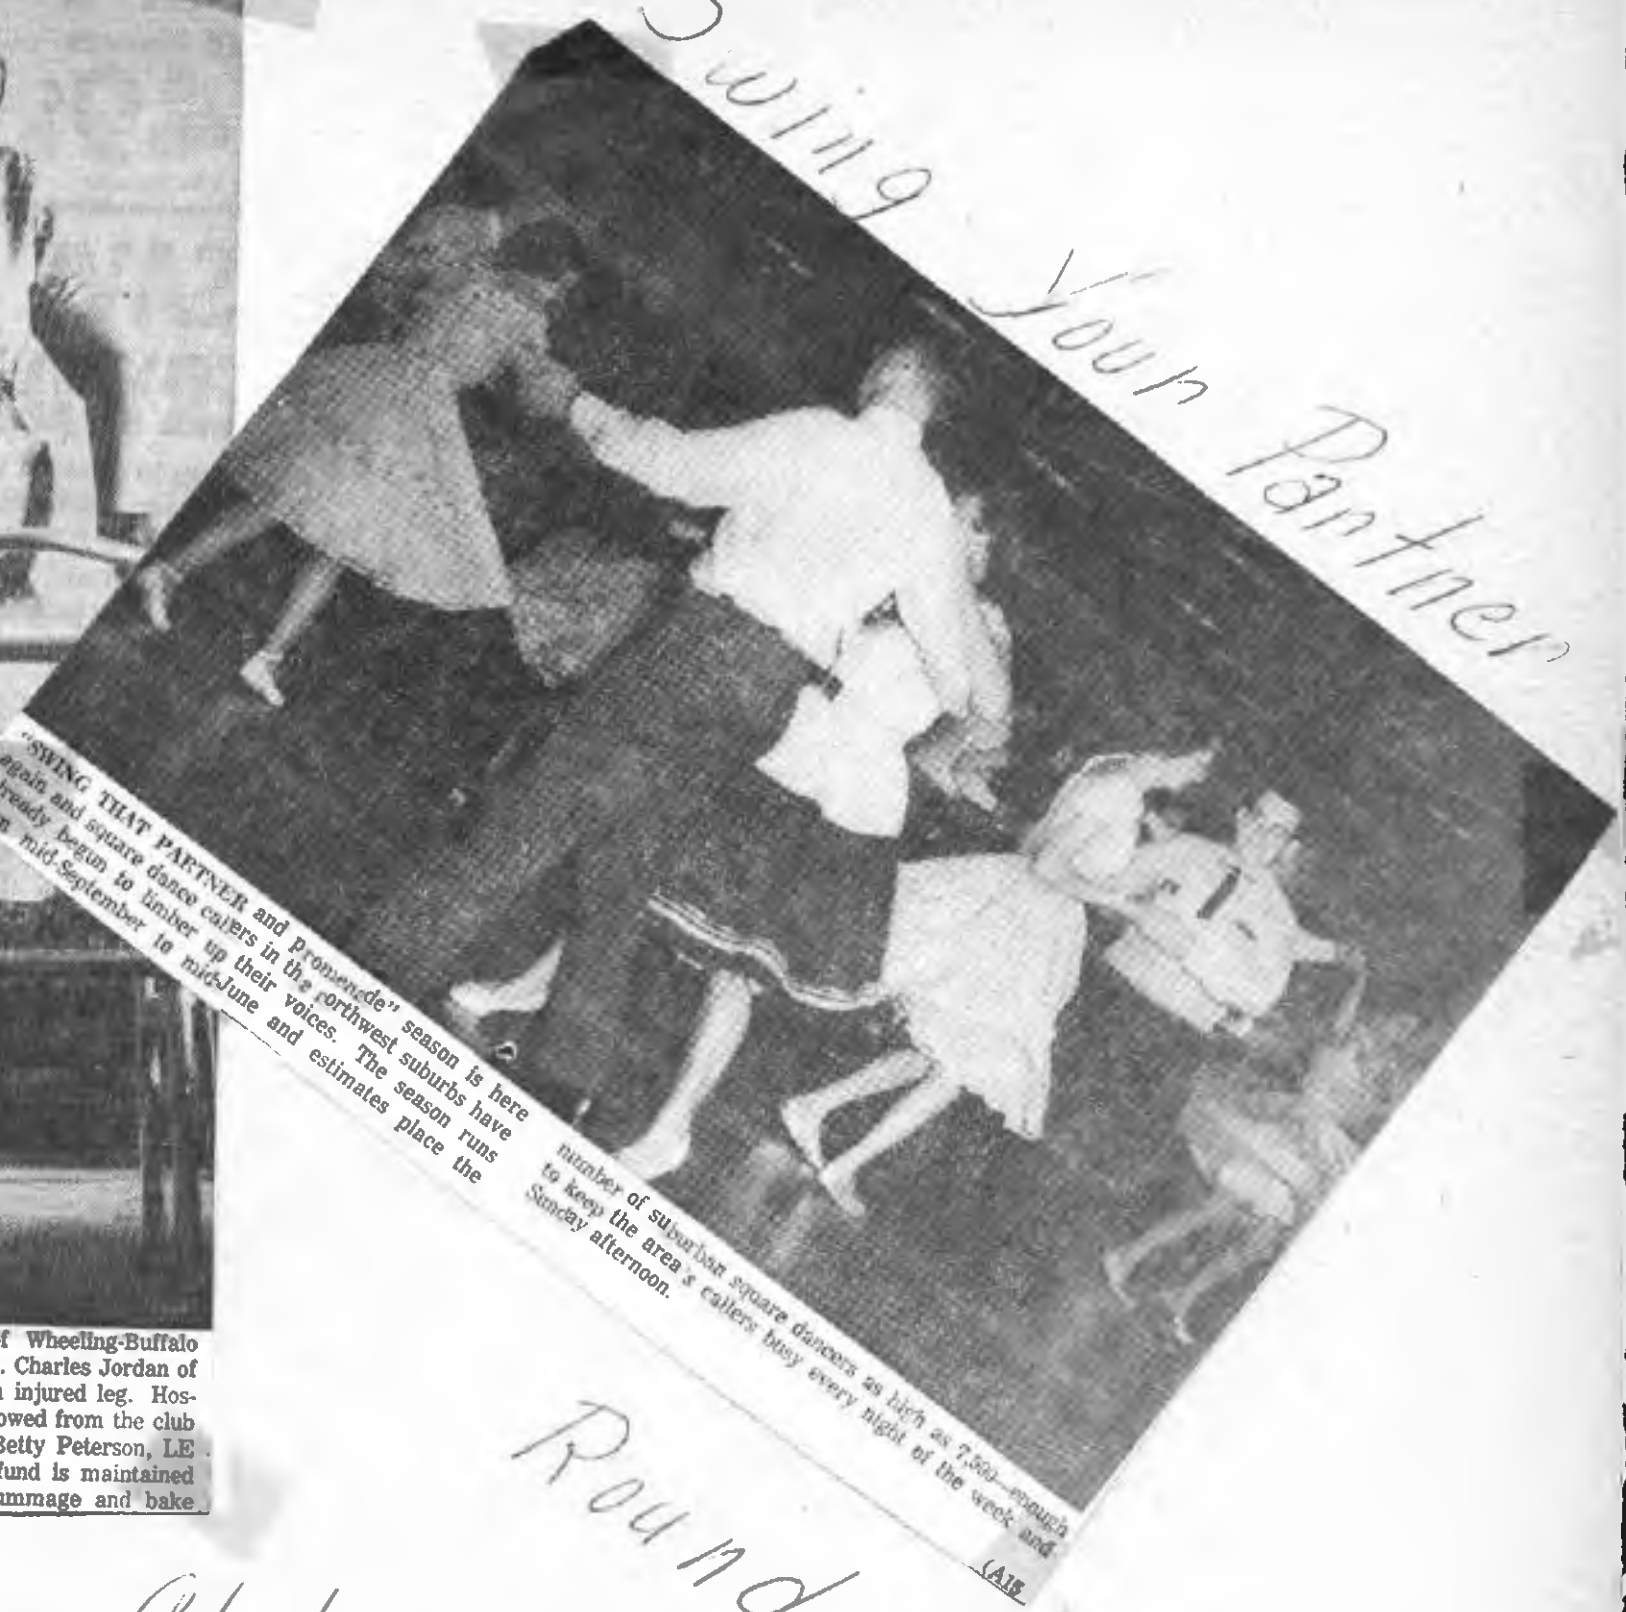 Swing Your Partner
"SWING THAT PARTNER and promenade" season is here
again and square dance callers in the northwest suburbs have
already begun to limber up their voices. The season runs
mid-September to mid-June and estimates place the
number of suburban square dancers as high as 7,500—enough
to keep the area's callers busy every night of the week and
Sunday afternoon.
(A15
Round
of Wheeling-Buffalo
. Charles Jordan of
injured leg. Hos-
owed from the club
Betty Peterson, LE
fund is maintained
ummage and bake